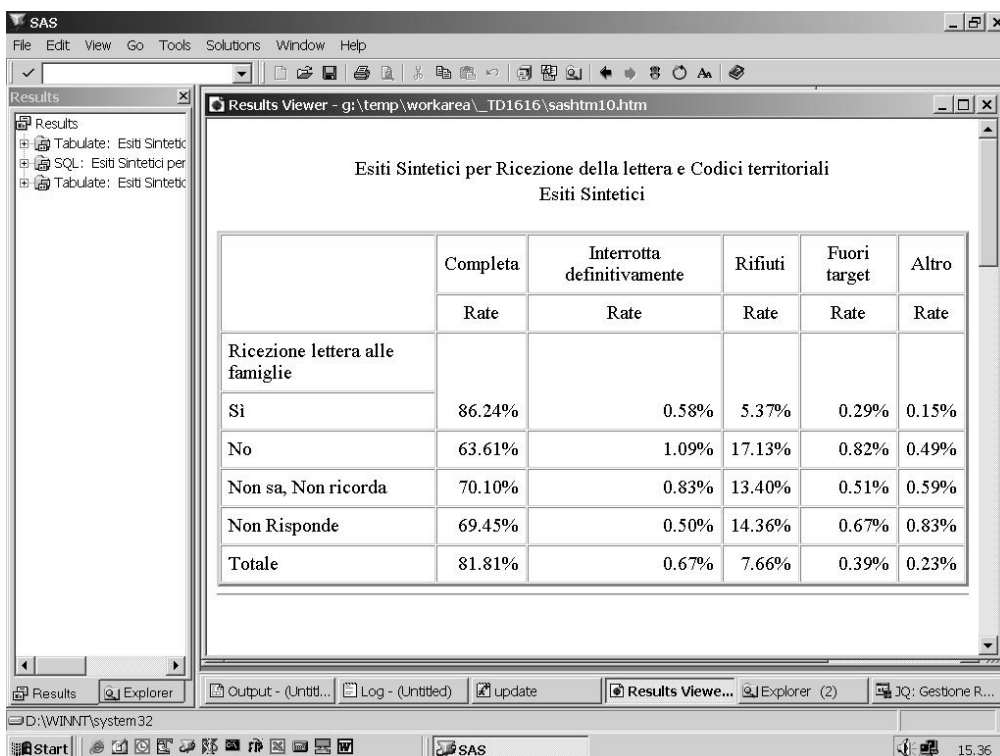 SAS
File Edit View Go Tools Solutions Window Help
Results
Results Viewer - g:\temp\workarea\_TD1616\sashtm10.htm
Results
Tabulate: Esiti Sintetic
SQL: Esiti Sintetici per
Tabulate: Esiti Sintetic
Esiti Sintetici per Ricezione della lettera e Codici territoriali
Esiti Sintetici
Completa Interrotta definitivamente Rifiuti Fuori target Altro
Rate Rate Rate Rate Rate
Ricezione lettera alle
famiglie
Sì 86.24% 0.58% 5.37% 0.29% 0.15%
No 63.61% 1.09% 17.13% 0.82% 0.49%
Non sa, Non ricorda 70.10% 0.83% 13.40% 0.51% 0.59%
Non Risponde 69.45% 0.50% 14.36% 0.67% 0.83%
Totale 81.81% 0.67% 7.66% 0.39% 0.23%
Results Explorer
Output - (Untitl... Log - (Untitled) update Results Viewe... Explorer (2) JQ: Gestione R...
D:\WINNT\system32
Start SAS 15.36